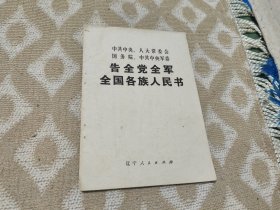 中共中央、人大常委会
国务院、中共中央军委
告全党全军
全国各族人民书
辽宁人民出版社